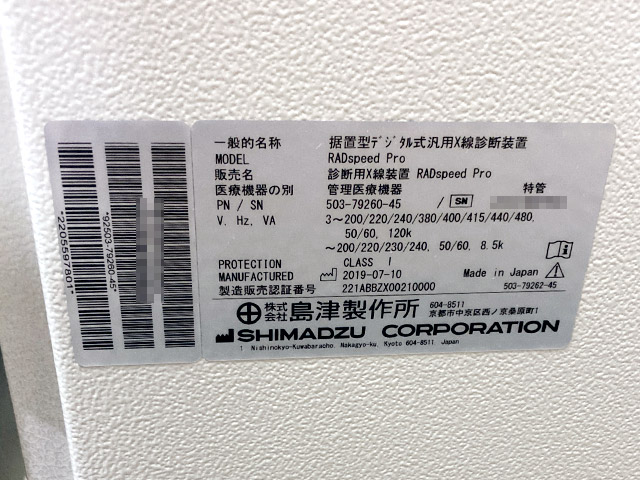 *2205597801*
*92503-79260-45*
一般的名称 据置型デジタル式汎用X線診断装置
MODEL RADspeed Pro
販売名 診断用X線装置 RADspeed Pro
医療機器の別 管理医療機器 特管
PN / SN 503-79260-45 / SN
V. Hz. VA 3～200/220/240/380/400/415/440/480,
50/60, 120k
～200/220/230/240, 50/60, 8.5k
PROTECTION CLASS I
MANUFACTURED 2019-07-10 Made in Japan
製造販売認証番号 221ABBZX00210000 503-79262-45
株式会社 島津製作所 604-8511
京都市中京区西ノ京桑原町1
SHIMADZU CORPORATION
1 Nishinokyo-Kuwabaracho, Nakagyo-ku, Kyoto 604-8511 Japan